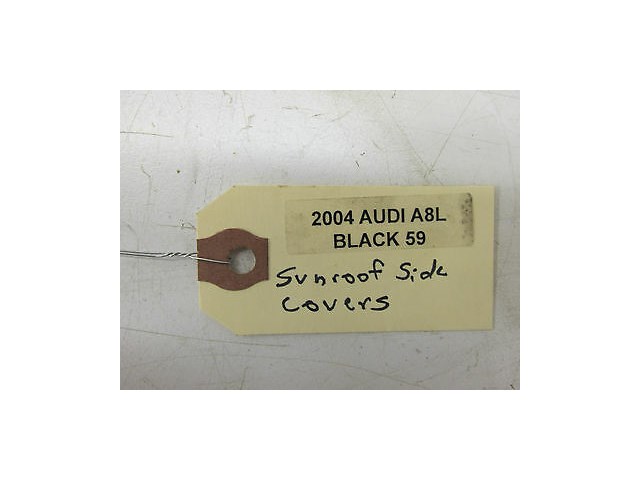 2004 AUDI A8L
BLACK 59
Sunroof Side
Covers